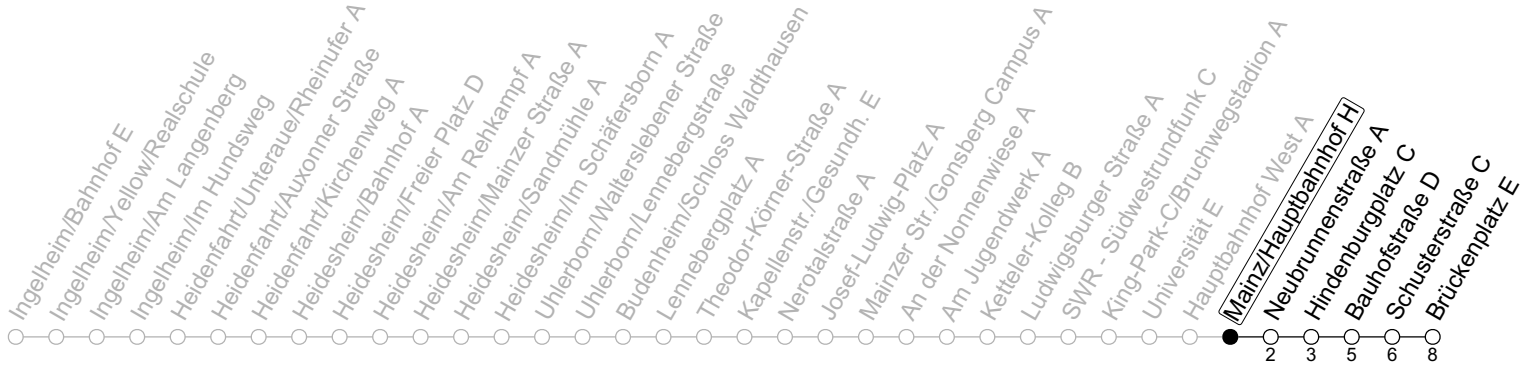 Ingelheim/Bahnhof E
Ingelheim/Yellow/Realschule
Ingelheim/Am Langenberg
Ingelheim/Im Hundsweg
Heidenfahrt/Unteraue/Rheinufer A
Heidenfahrt/Auxonner Straße
Heidenfahrt/Kirchenweg A
Heidesheim/Bahnhof A
Heidesheim/Freier Platz D
Heidesheim/Am Rehkampf A
Heidesheim/Mainzer Straße A
Heidesheim/Sandmühle A
Heidesheim/Im Schäfersborn A
Uhlerborn/Walterslebener Straße
Uhlerborn/Lennebergstraße
Budenheim/Schloss Waldthausen
Lennebergplatz A
Theodor-Körner-Straße A
Kapellenstr./Gesundh. E
Nerotalstraße A
Josef-Ludwig-Platz A
Mainzer Str./Gonsberg Campus A
An der Nonnenwiese A
Am Jugendwerk A
Ketteler-Kolleg B
Ludwigsburger Straße A
SWR - Südwestrundfunk C
King-Park-C/Bruchwegstadion A
Universität E
Hauptbahnhof West A
Mainz/Hauptbahnhof H
Neubrunnenstraße A
Hindenburgplatz C
Bauhofstraße D
Schusterstraße C
Brückenplatz E
2 3 5 6 8